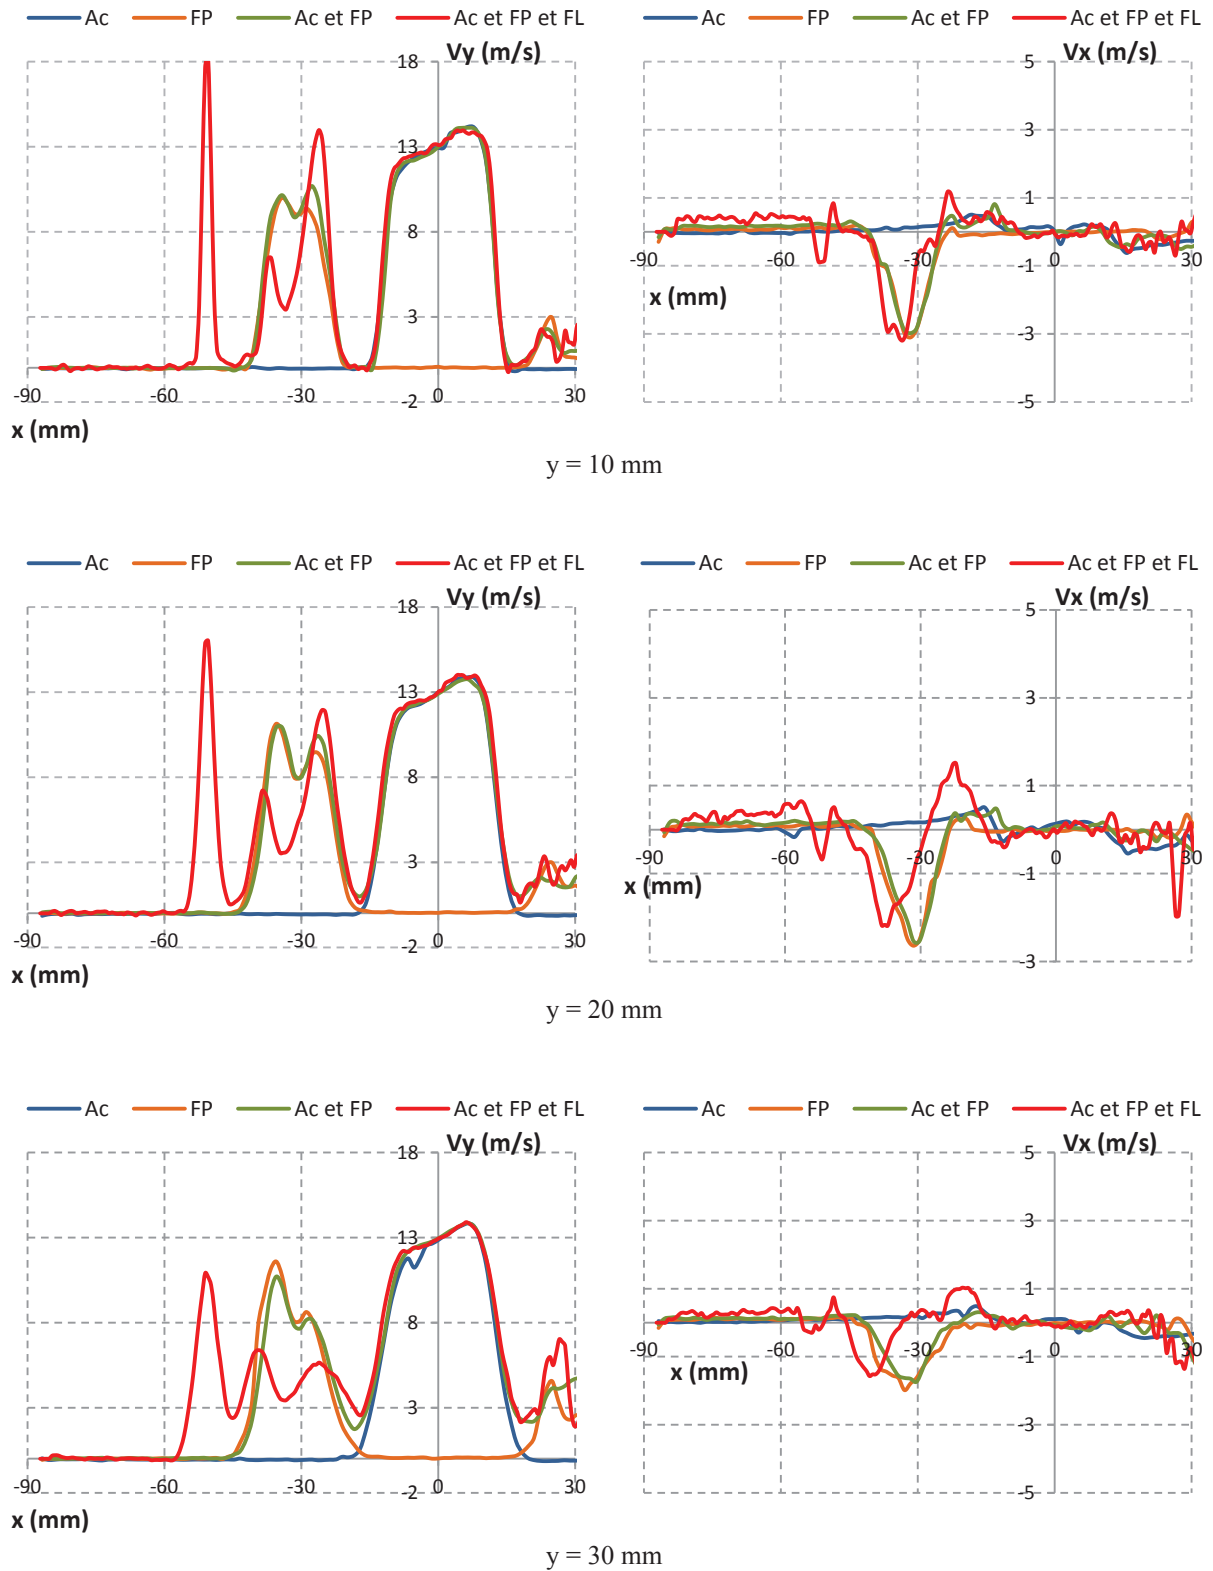 Ac FP Ac et FP Ac et FP et FL
Vy (m/s)
18
13
8
3
-2
-90 -60 -30 0 30
x (mm)
Ac FP Ac et FP Ac et FP et FL
Vx (m/s)
5
3
1
-1
-3
-5
-90 -60 -30 0 30
x (mm)
y = 10 mm
Ac FP Ac et FP Ac et FP et FL
Vy (m/s)
18
13
8
3
-2
-90 -60 -30 0 30
x (mm)
Ac FP Ac et FP Ac et FP et FL
Vx (m/s)
5
3
1
-1
-3
-90 -60 -30 0 30
x (mm)
y = 20 mm
Ac FP Ac et FP Ac et FP et FL
Vy (m/s)
18
13
8
3
-2
-90 -60 -30 0 30
x (mm)
Ac FP Ac et FP Ac et FP et FL
Vx (m/s)
5
3
1
-1
-3
-5
-90 -60 -30 0 30
x (mm)
y = 30 mm